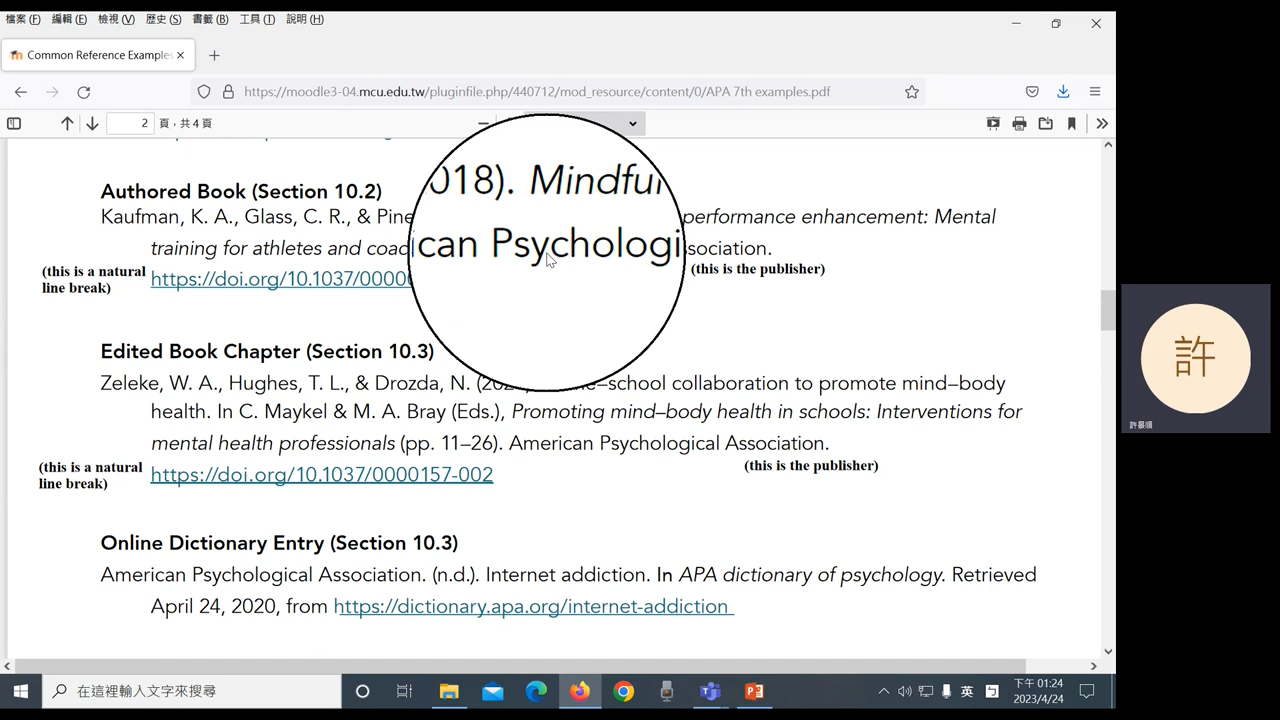 檔案 (F) 編輯 (E) 檢視 (V) 歷史 (S) 書籤 (B) 工具 (T) 說明 (H)
Common Reference Examples
https://moodle3-04.mcu.edu.tw/pluginfile.php/440712/mod_resource/content/0/APA 7th examples.pdf
2 頁，共 4 頁
Authored Book (Section 10.2)
018). Mindfu
Kaufman, K. A., Glass, C. R., & Pine performance enhancement: Mental
training for athletes and coac can Psychologi ssociation.
(this is a natural
line break)
https://doi.org/10.1037/0000
(this is the publisher)
Edited Book Chapter (Section 10.3)
Zeleke, W. A., Hughes, T. L., & Drozda, N. (202 –school collaboration to promote mind–body
health. In C. Maykel & M. A. Bray (Eds.), Promoting mind–body health in schools: Interventions for
mental health professionals (pp. 11–26). American Psychological Association.
(this is a natural
line break)
https://doi.org/10.1037/0000157-002
(this is the publisher)
Online Dictionary Entry (Section 10.3)
American Psychological Association. (n.d.). Internet addiction. In APA dictionary of psychology. Retrieved
April 24, 2020, from https://dictionary.apa.org/internet-addiction
許
許景順
在這裡輸入文字來搜尋
英
下午 01:24
2023/4/24